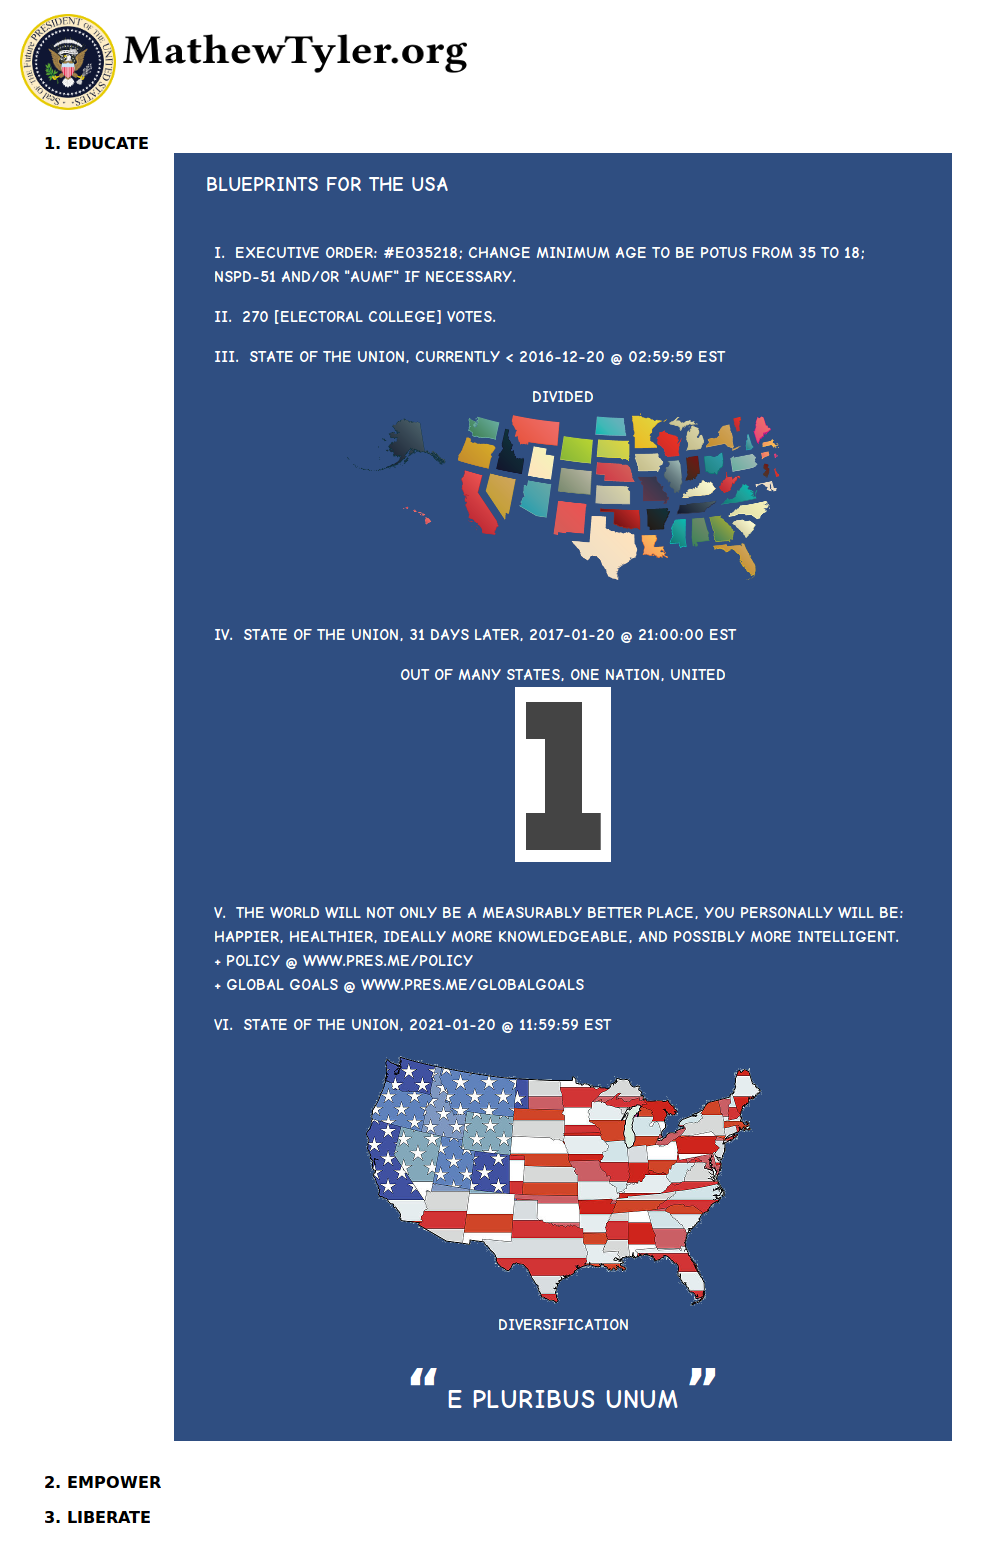 Seal OF THE Future PRESIDENT OF THE UNITED STATES
MathewTyler.org
1. EDUCATE
BLUEPRINTS FOR THE USA
I. EXECUTIVE ORDER: #EO35218; CHANGE MINIMUM AGE TO BE POTUS FROM 35 TO 18;
NSPD-51 AND/OR "AUMF" IF NECESSARY.
II. 270 [ELECTORAL COLLEGE] VOTES.
III. STATE OF THE UNION, CURRENTLY < 2016-12-20 @ 02:59:59 EST
DIVIDED
IV. STATE OF THE UNION, 31 DAYS LATER, 2017-01-20 @ 21:00:00 EST
OUT OF MANY STATES, ONE NATION, UNITED
1
V. THE WORLD WILL NOT ONLY BE A MEASURABLY BETTER PLACE, YOU PERSONALLY WILL BE:
HAPPIER, HEALTHIER, IDEALLY MORE KNOWLEDGEABLE, AND POSSIBLY MORE INTELLIGENT.
+ POLICY @ WWW.PRES.ME/POLICY
+ GLOBAL GOALS @ WWW.PRES.ME/GLOBALGOALS
VI. STATE OF THE UNION, 2021-01-20 @ 11:59:59 EST
DIVERSIFICATION
“ E PLURIBUS UNUM ”
2. EMPOWER
3. LIBERATE